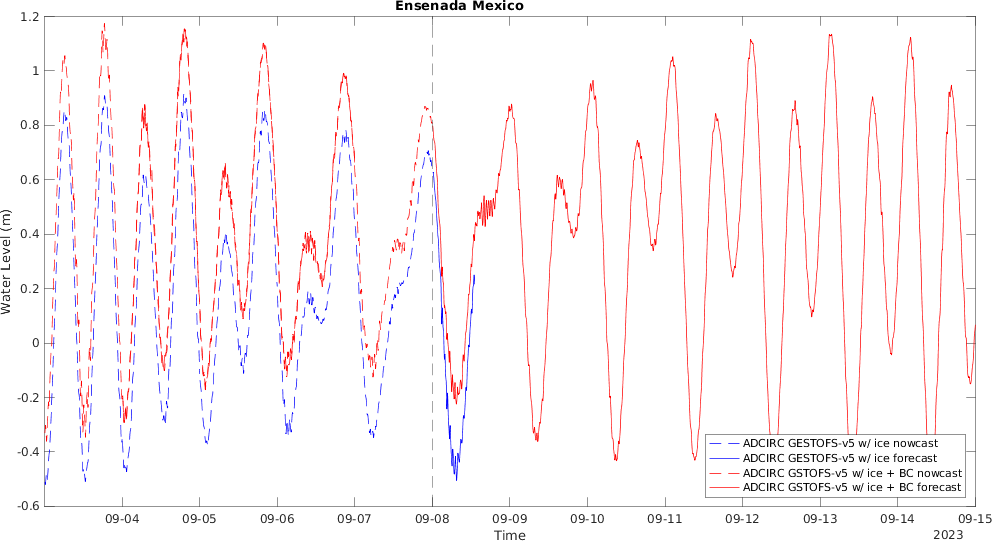 Ensenada Mexico
Water Level (m)
1.2
1
0.8
0.6
0.4
0.2
0
-0.2
-0.4
-0.6
ADCIRC GESTOFS-v5 w/ ice nowcast
ADCIRC GESTOFS-v5 w/ ice forecast
ADCIRC GSTOFS-v5 w/ ice + BC nowcast
ADCIRC GSTOFS-v5 w/ ice + BC forecast
09-04 09-05 09-06 09-07 09-08 09-09 09-10 09-11 09-12 09-13 09-14 09-15
Time
2023